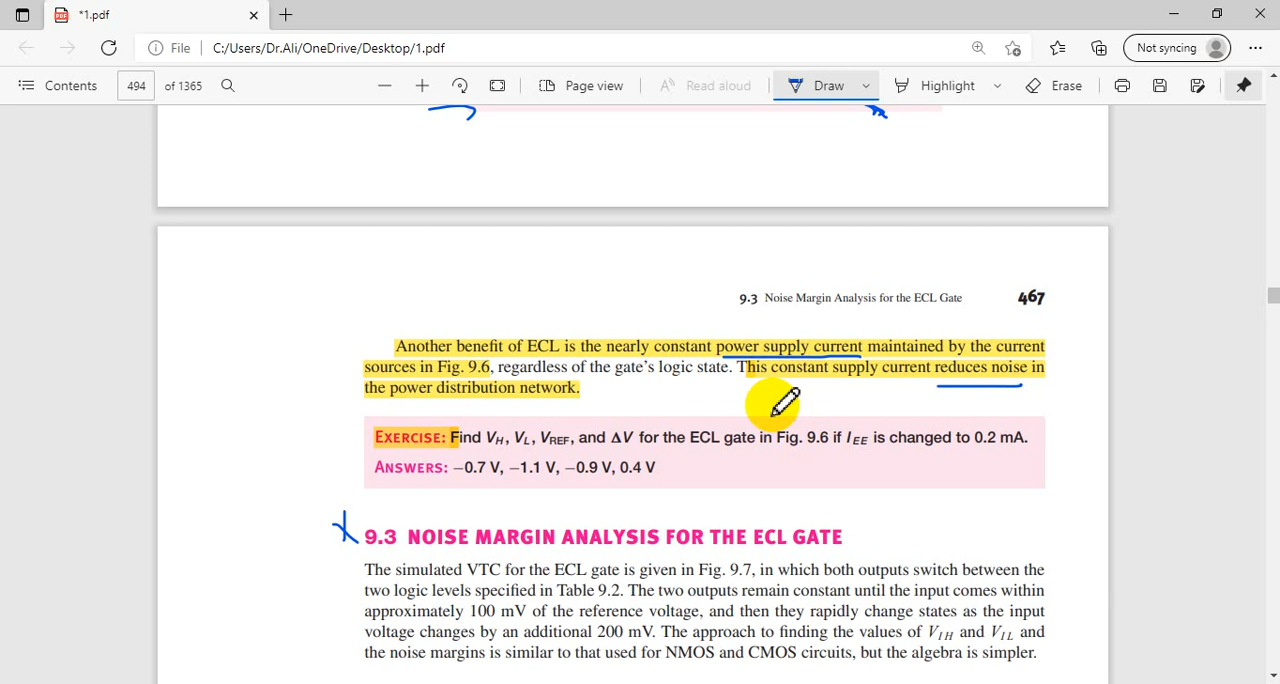 *1.pdf
File
C:/Users/Dr.Ali/OneDrive/Desktop/1.pdf
Not syncing
Contents
494
of 1365
Page view
Read aloud
Draw
Highlight
Erase
9.3 Noise Margin Analysis for the ECL Gate 467
Another benefit of ECL is the nearly constant power supply current maintained by the current
sources in Fig. 9.6, regardless of the gate's logic state. This constant supply current reduces noise in
the power distribution network.
EXERCISE: Find VH, VL, VREF, and ΔV for the ECL gate in Fig. 9.6 if IEE is changed to 0.2 mA.
ANSWERS: −0.7 V, −1.1 V, −0.9 V, 0.4 V
9.3 NOISE MARGIN ANALYSIS FOR THE ECL GATE
The simulated VTC for the ECL gate is given in Fig. 9.7, in which both outputs switch between the
two logic levels specified in Table 9.2. The two outputs remain constant until the input comes within
approximately 100 mV of the reference voltage, and then they rapidly change states as the input
voltage changes by an additional 200 mV. The approach to finding the values of VIH and VIL and
the noise margins is similar to that used for NMOS and CMOS circuits, but the algebra is simpler.